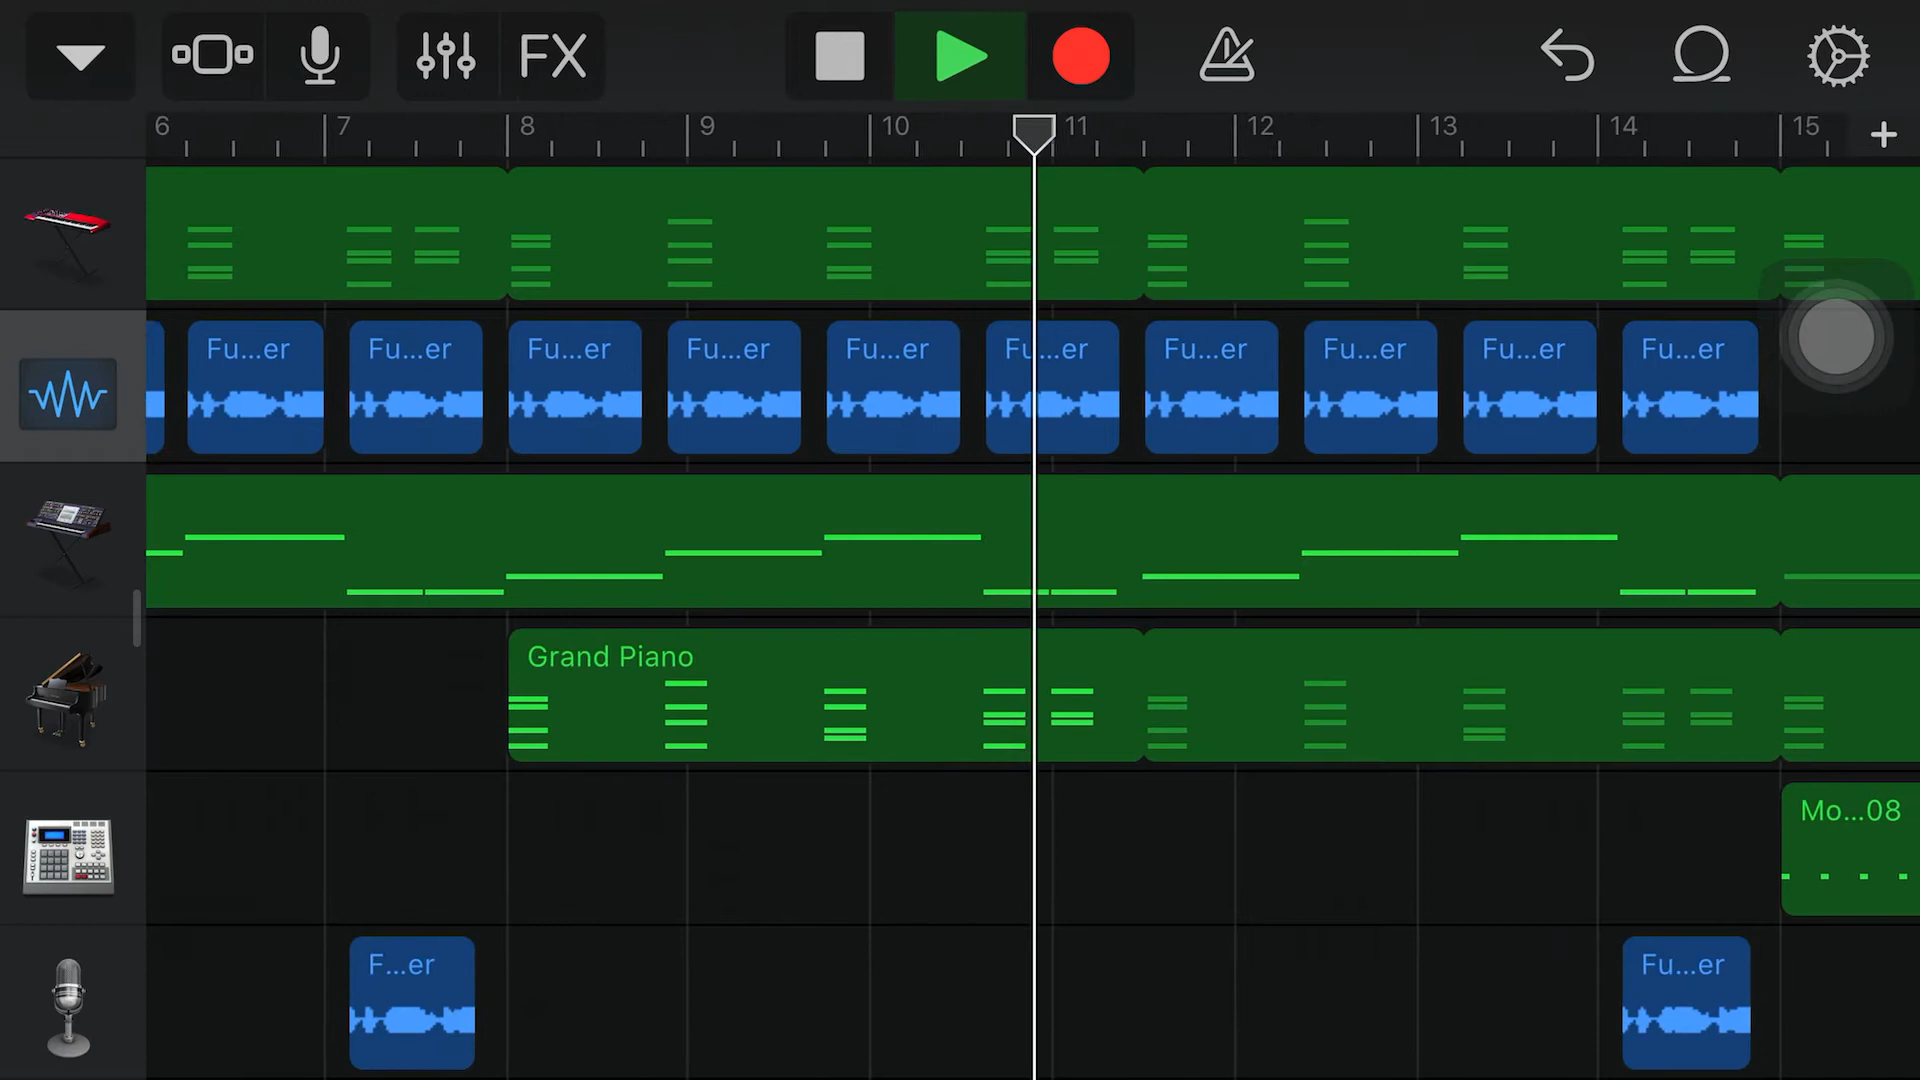 FX
6 7 8 9 10 11 12 13 14 15
Fu...er Fu...er Fu...er Fu...er Fu...er Fu...er Fu...er Fu...er Fu...er Fu...er
Grand Piano
Mo...08
F...er Fu...er